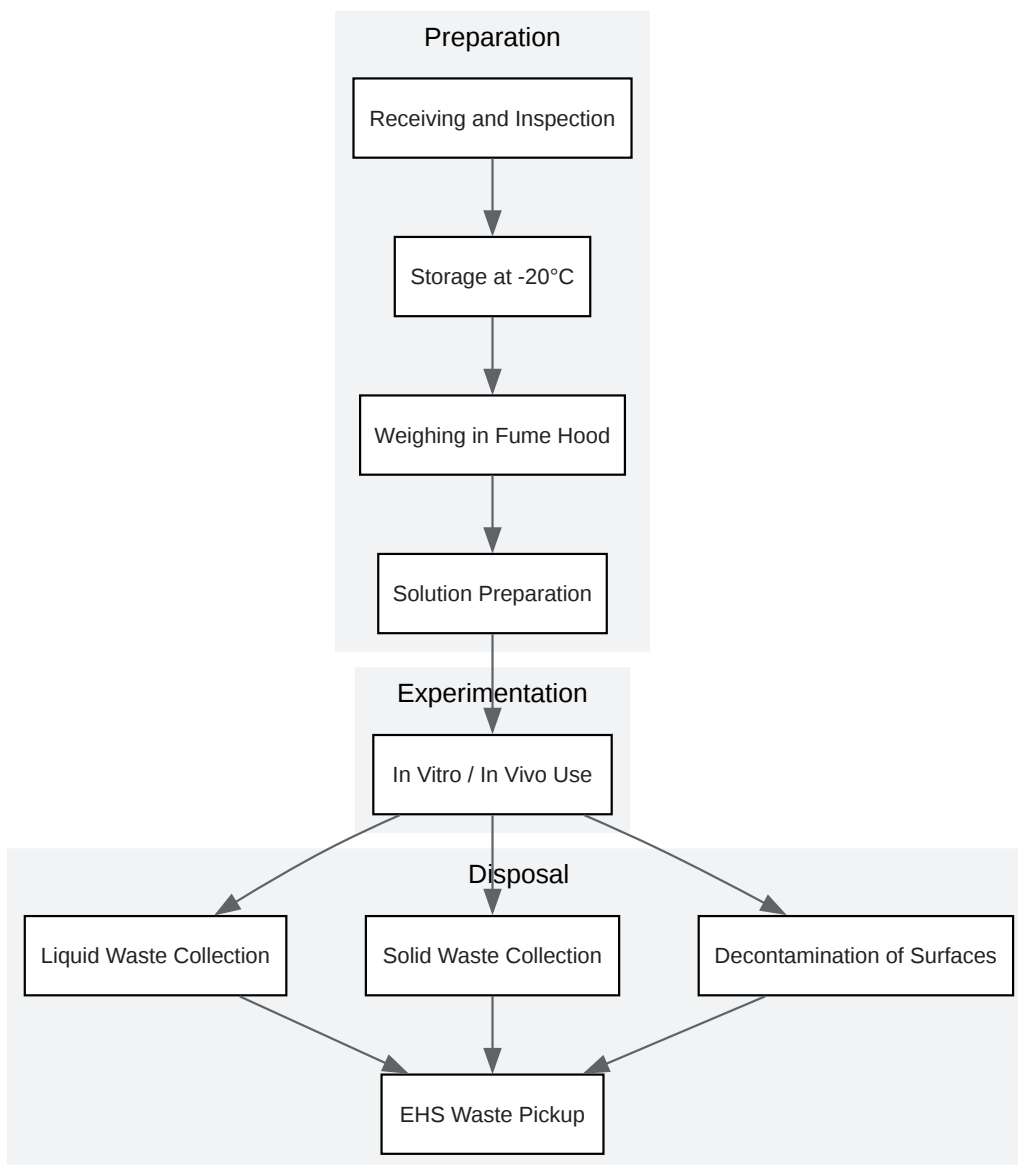 Preparation
Receiving and Inspection
Storage at -20°C
Weighing in Fume Hood
Solution Preparation
Experimentation
In Vitro / In Vivo Use
Disposal
Liquid Waste Collection
Solid Waste Collection
Decontamination of Surfaces
EHS Waste Pickup